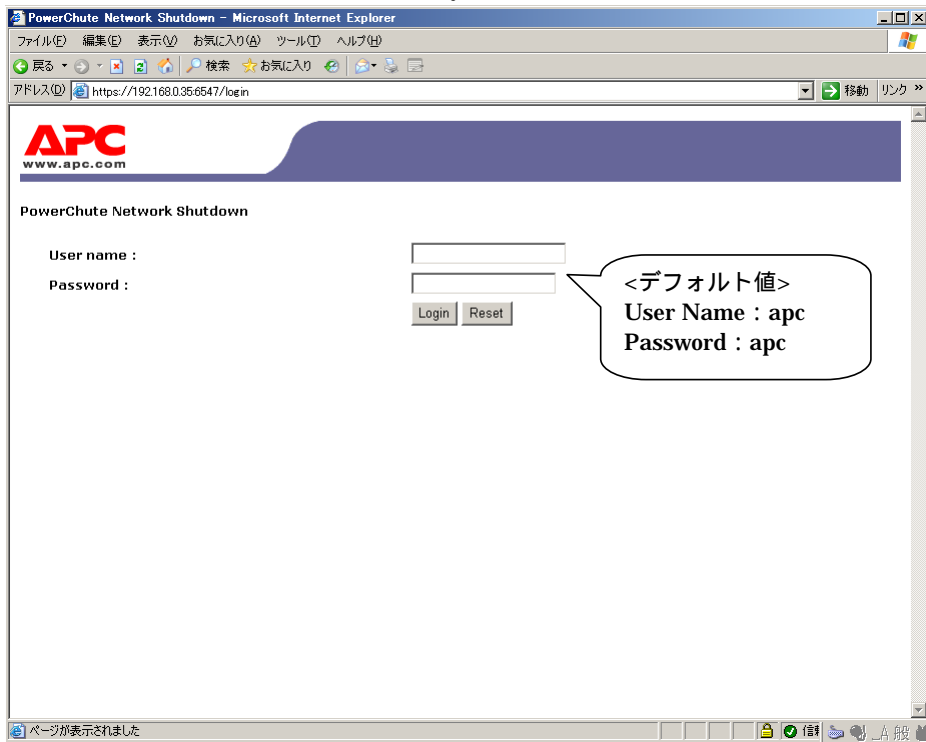 PowerChute Network Shutdown - Microsoft Internet Explorer
ファイル(F) 編集(E) 表示(V) お気に入り(A) ツール(T) ヘルプ(H)
戻る 検索 お気に入り
アドレス(D) https://192.168.0.35:6547/login 移動 リンク »
APC
www.apc.com
PowerChute Network Shutdown
User name :
Password :
Login Reset
<デフォルト値>
User Name：apc
Password：apc
ページが表示されました
A 般